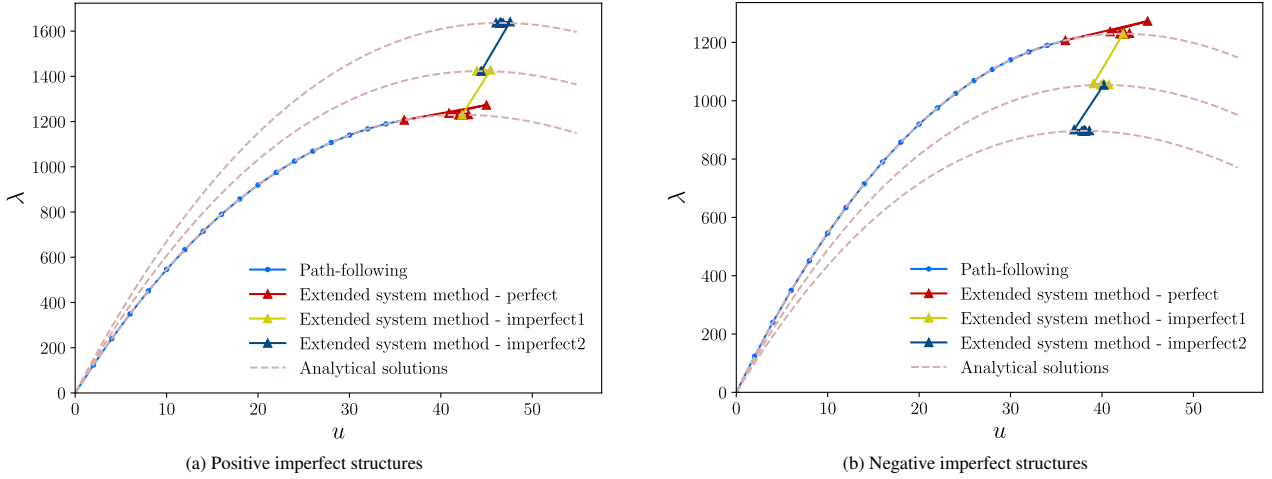 1600
1400
1200
1000
800
600
400
200
0
λ
0 10 20 30 40 50
u
Path-following
Extended system method - perfect
Extended system method - imperfect1
Extended system method - imperfect2
Analytical solutions
(a) Positive imperfect structures
1200
1000
800
600
400
200
0
λ
0 10 20 30 40 50
u
Path-following
Extended system method - perfect
Extended system method - imperfect1
Extended system method - imperfect2
Analytical solutions
(b) Negative imperfect structures